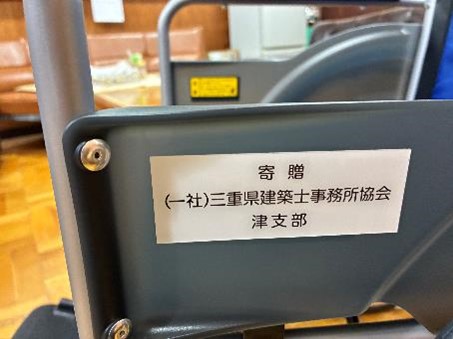 寄 贈
(一社)三重県建築士事務所協会
津支部